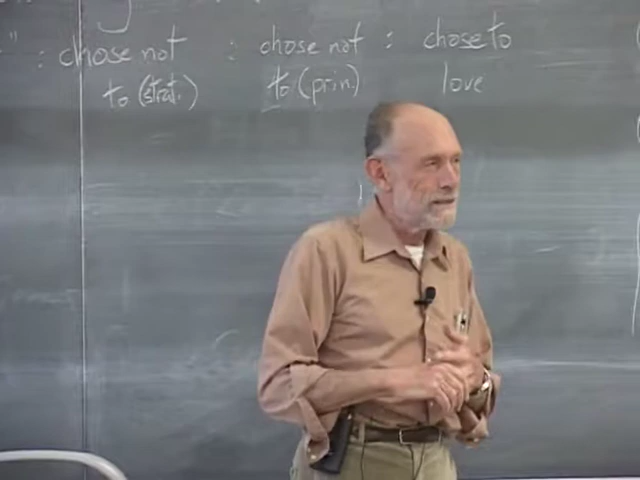 " : chose not : chose not : chose to
to (strat.) to (prin.) love